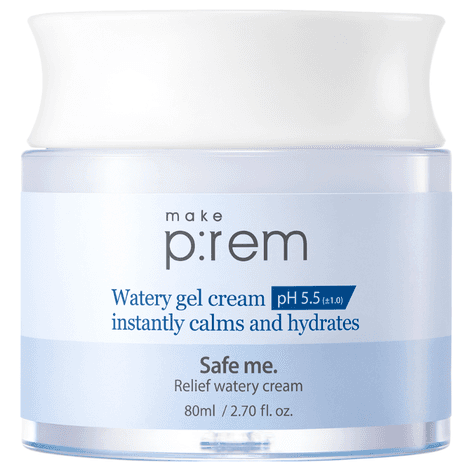 make
p:rem
Watery gel cream pH 5.5 (±1.0)
instantly calms and hydrates
Safe me.
Relief watery cream
80ml / 2.70 fl. oz.